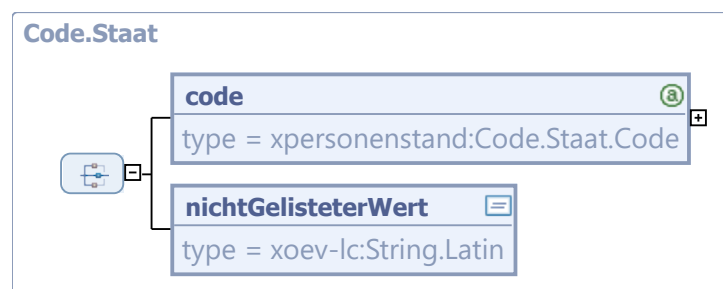 Code.Staat
code
type = xpersonenstand:Code.Staat.Code
nichtGelisteterWert
type = xoev-lc:String.Latin